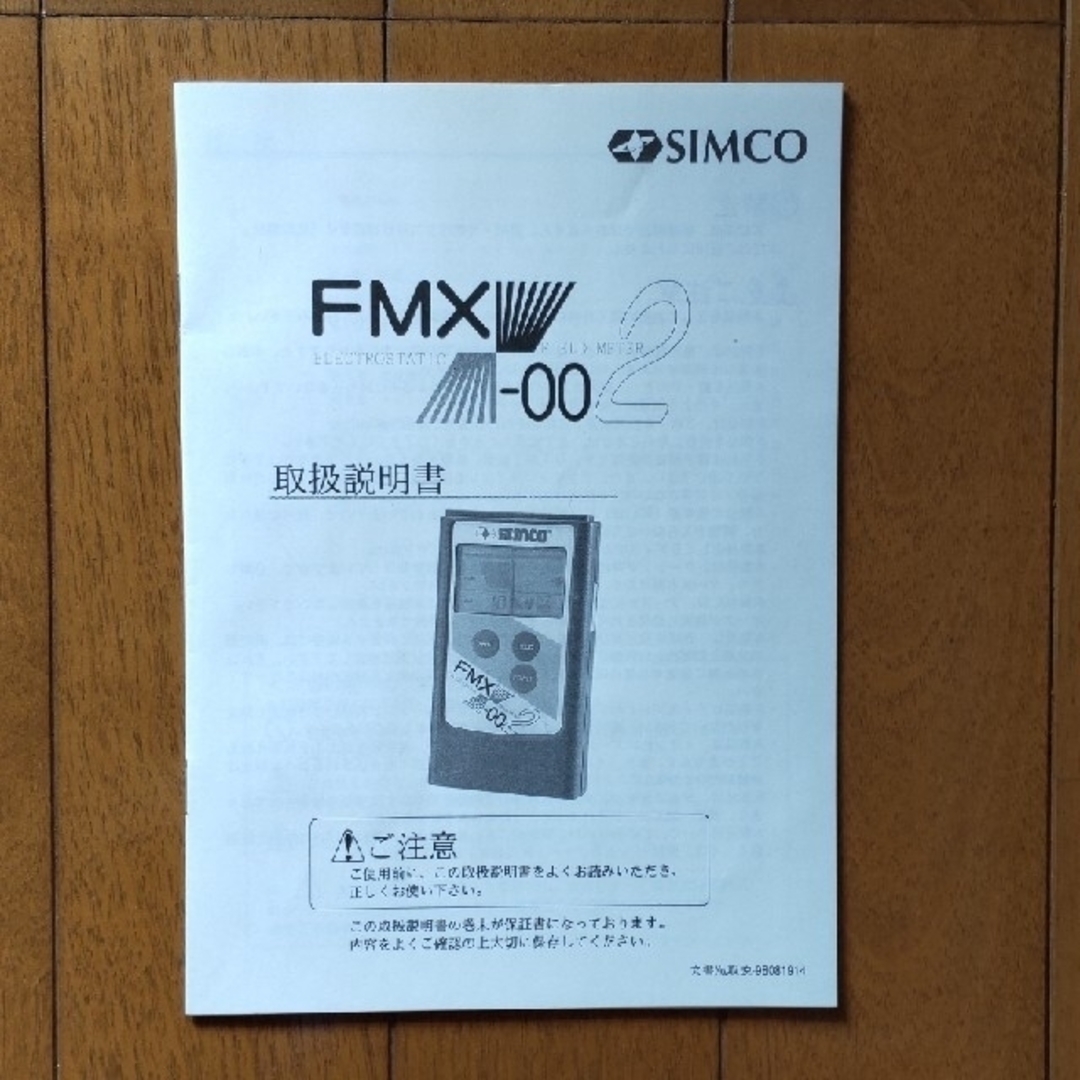 SIMCO
FMX
ELECTROSTATIC FIELD METER
-002
取扱説明書
SIMCO
FMX
-002
ご注意
ご使用前に、この取扱説明書をよくお読みいただき、
正しくお使い下さい。
この取扱説明書の巻末が保証書になっております。
内容をよくご確認の上大切に保存してください。